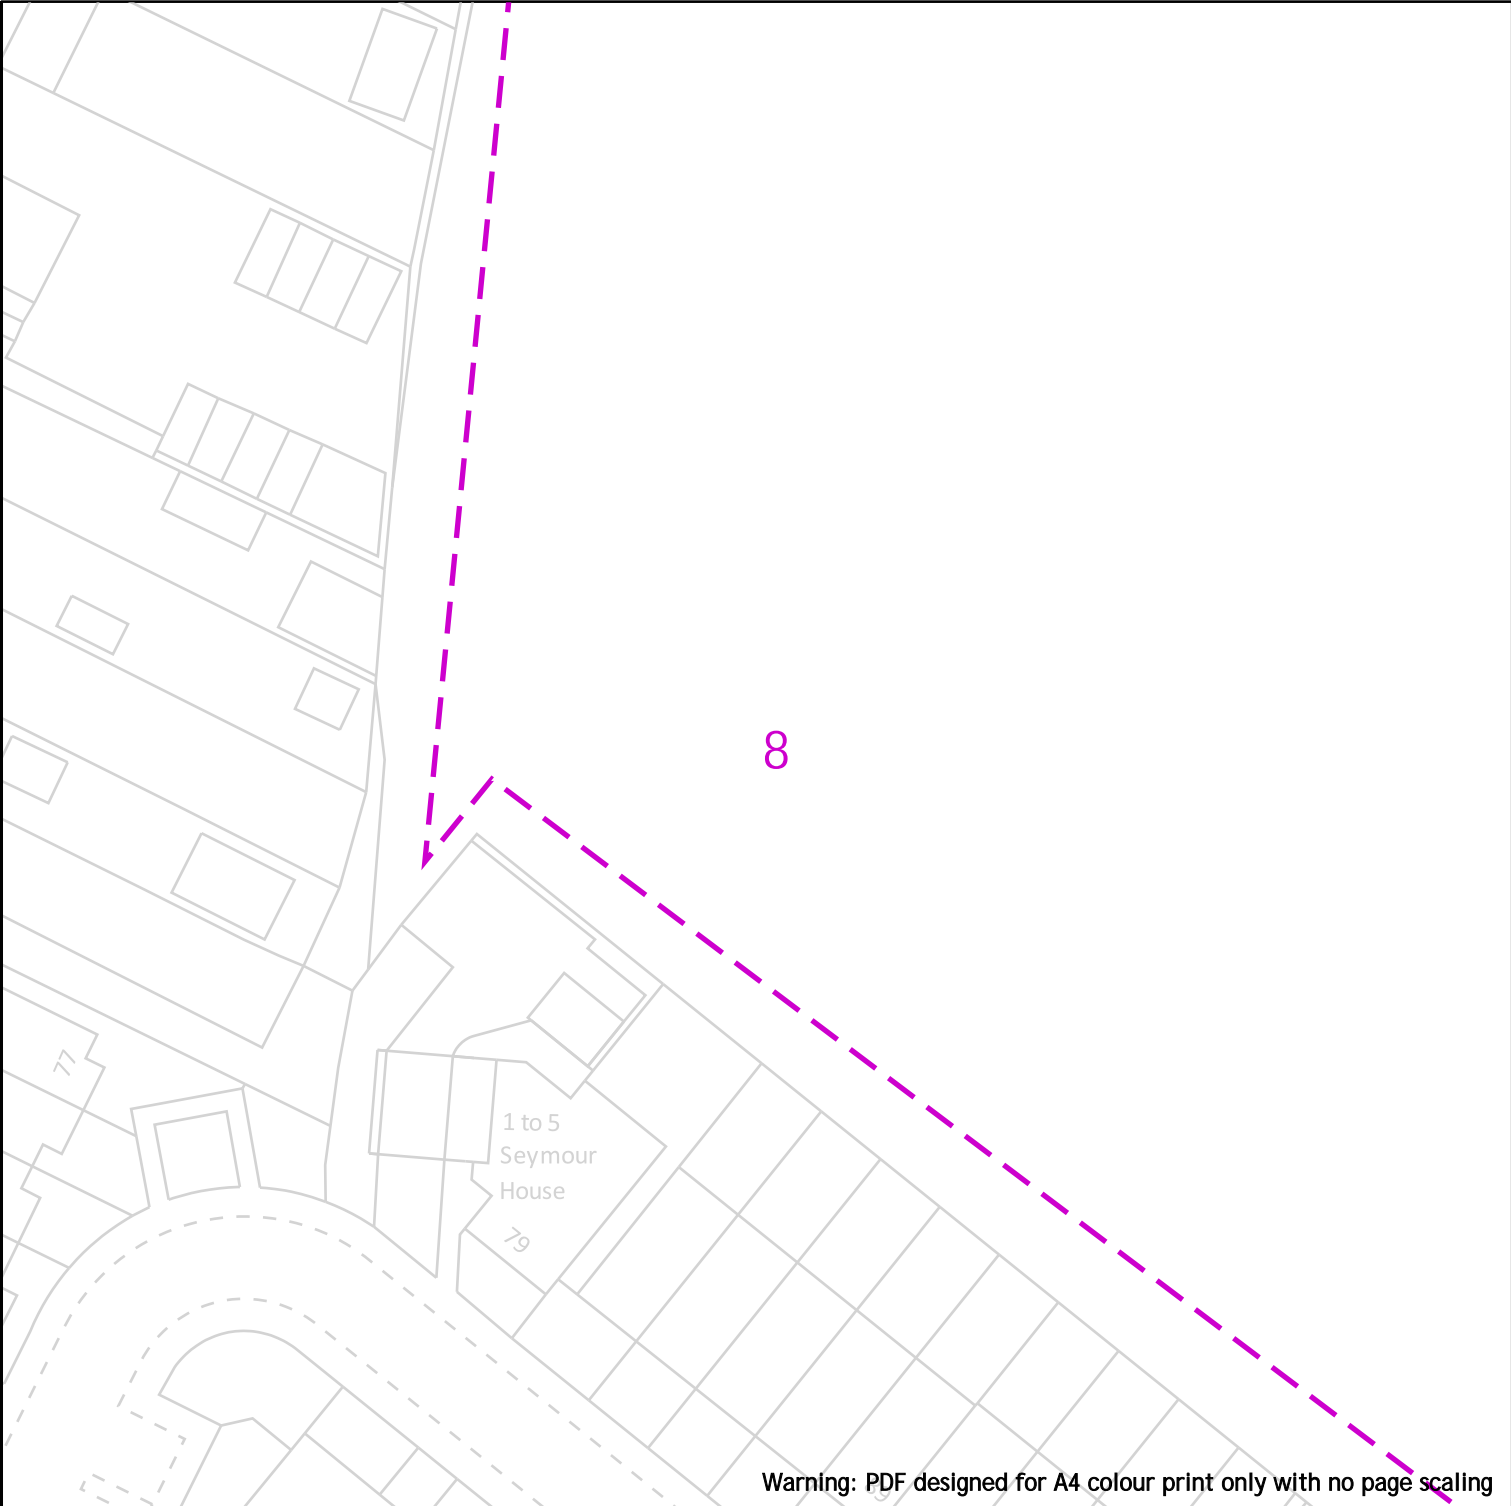 8
77
1 to 5
Seymour
House
79
Warning: PDF designed for A4 colour print only with no page scaling